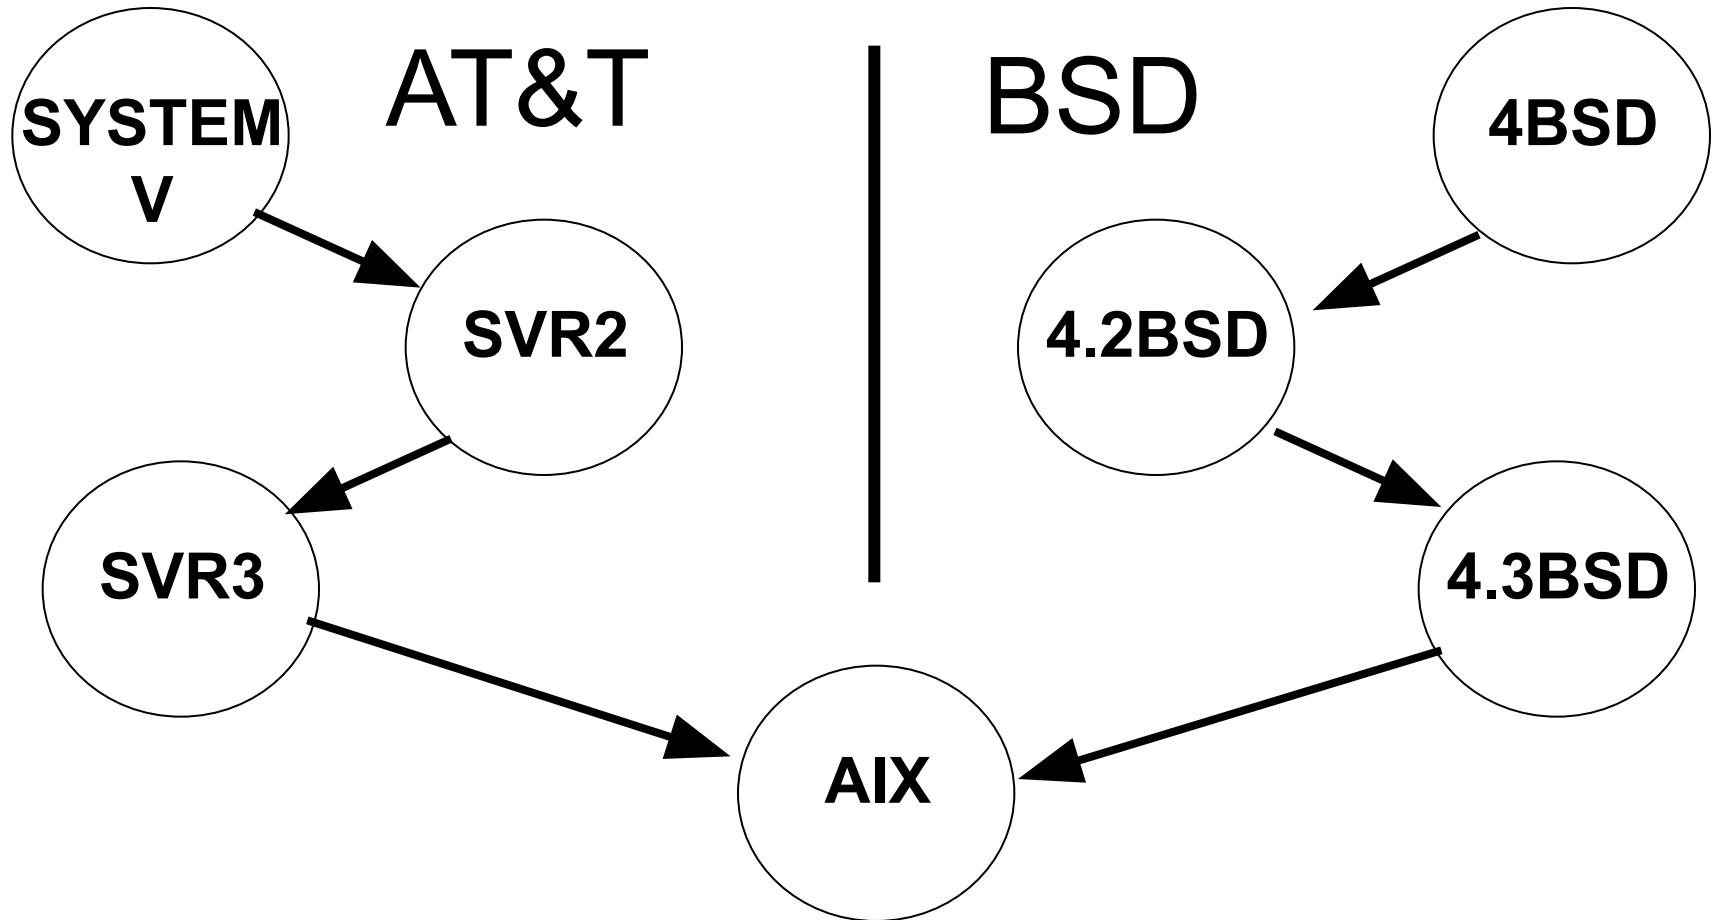 SYSTEM
V
AT&T
BSD
4BSD
SVR2
4.2BSD
SVR3
4.3BSD
AIX